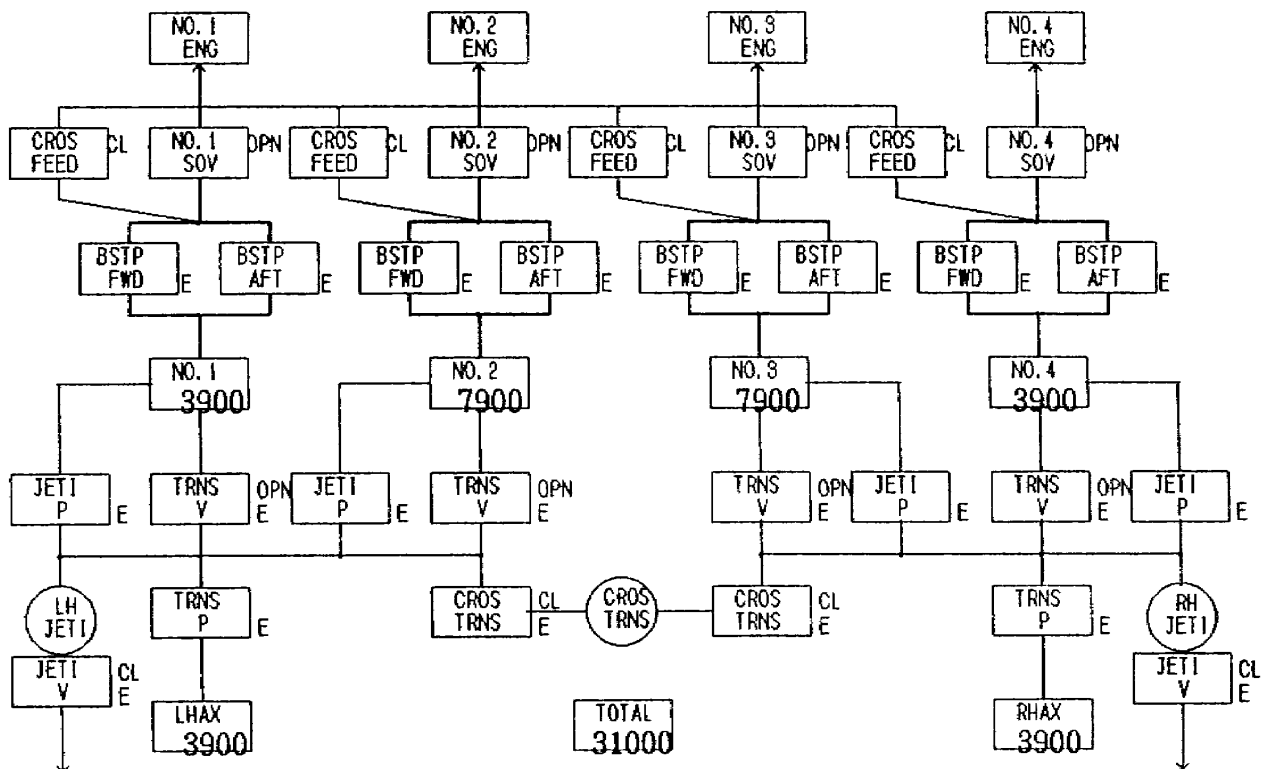 NO. 1
ENG
NO. 2
ENG
NO. 3
ENG
NO. 4
ENG
CROS
FEED
CL
NO. 1
SOV
OPN
CROS
FEED
CL
NO. 2
SOV
OPN
CROS
FEED
CL
NO. 3
SOV
OPN
CROS
FEED
CL
NO. 4
SOV
OPN
BSTP
FWD
E
BSTP
AFT
E
BSTP
FWD
E
BSTP
AFT
E
BSTP
FWD
E
BSTP
AFT
E
BSTP
FWD
E
BSTP
AFT
E
NO. 1
3900
NO. 2
7900
NO. 3
7900
NO. 4
3900
JETI
P
E
TRNS
V
OPN
E
JETI
P
E
TRNS
V
OPN
E
TRNS
V
OPN
E
JETI
P
E
TRNS
V
OPN
E
JETI
P
E
LH
JETI
TRNS
P
E
CROS
TRNS
CL
E
CROS
TRNS
CROS
TRNS
CL
E
TRNS
P
E
RH
JETI
JETI
V
CL
E
JETI
V
CL
E
LHAX
3900
TOTAL
31000
RHAX
3900